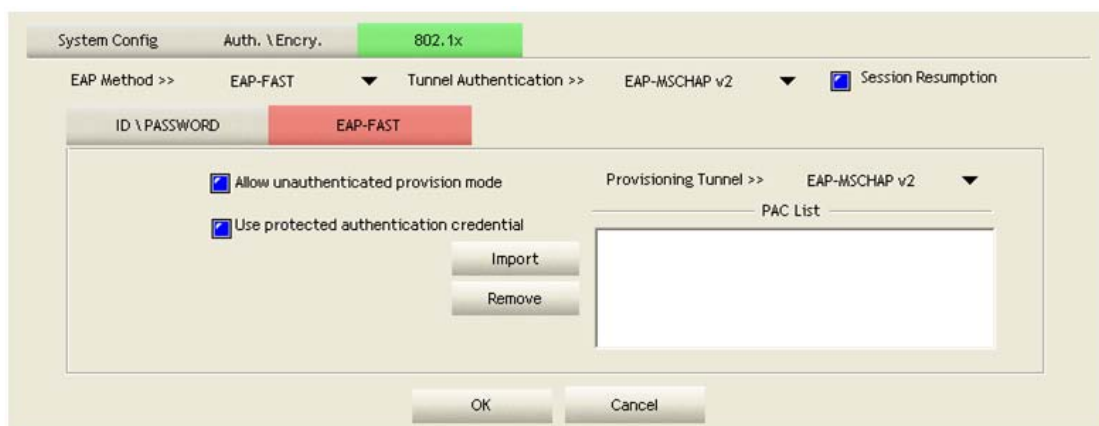 System Config Auth. \ Encry. 802.1x
EAP Method >> EAP-FAST Tunnel Authentication >> EAP-MSCHAP v2 Session Resumption
ID \ PASSWORD EAP-FAST
Allow unauthenticated provision mode Provisioning Tunnel >> EAP-MSCHAP v2
Use protected authentication credential PAC List
Import
Remove
OK Cancel